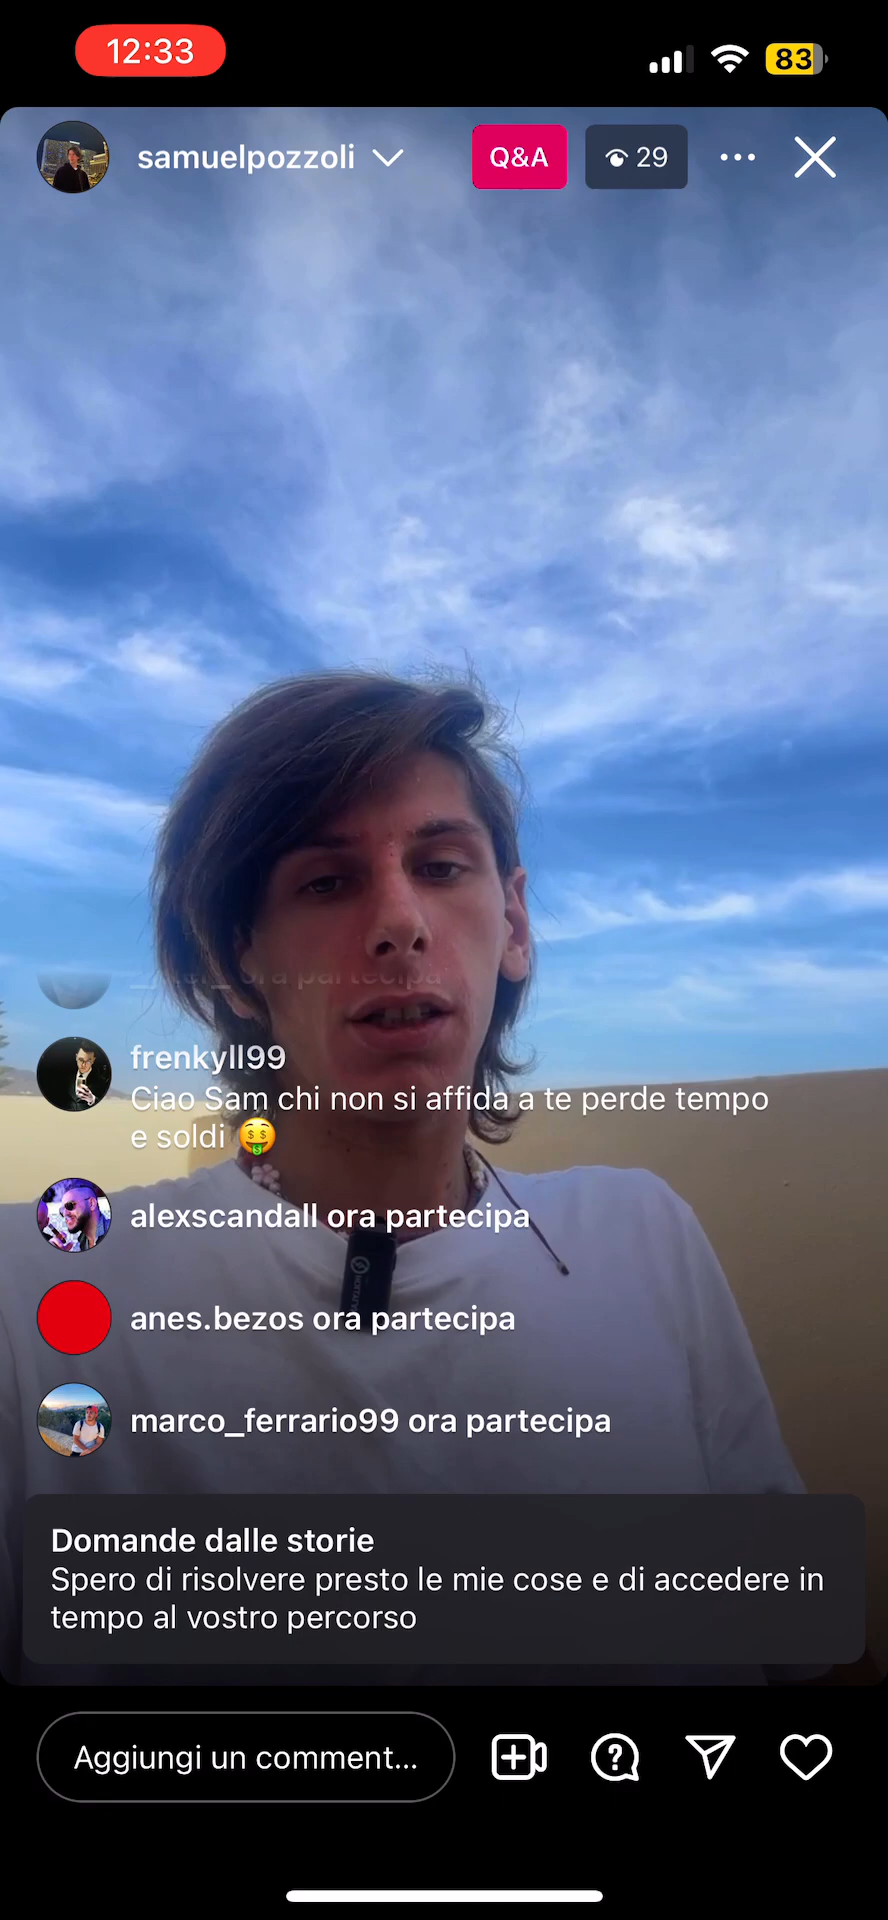 12:33
83
samuelpozzoli
Q&A
29
ora partecipa
frenkyll99
Ciao Sam chi non si affida a te perde tempo
e soldi 🤑
alexscandall ora partecipa
anes.bezos ora partecipa
marco_ferrario99 ora partecipa
Domande dalle storie
Spero di risolvere presto le mie cose e di accedere in
tempo al vostro percorso
Aggiungi un comment...